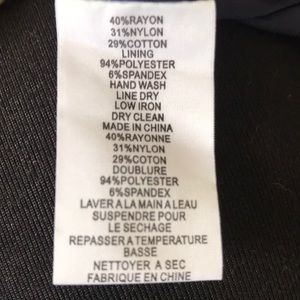 40%RAYON
31%NYLON
29%COTTON
LINING
94%POLYESTER
6%SPANDEX
HAND WASH
LINE DRY
LOW IRON
DRY CLEAN
MADE IN CHINA
40%RAYONNE
31%NYLON
29%COTON
DOUBLURE
94%POLYESTER
6%SPANDEX
LAVER A LA MAIN A L'EAU
SUSPENDRE POUR
LE SECHAGE
REPASSER A TEMPERATURE
BASSE
NETTOYER A SEC
FABRIQUE EN CHINE